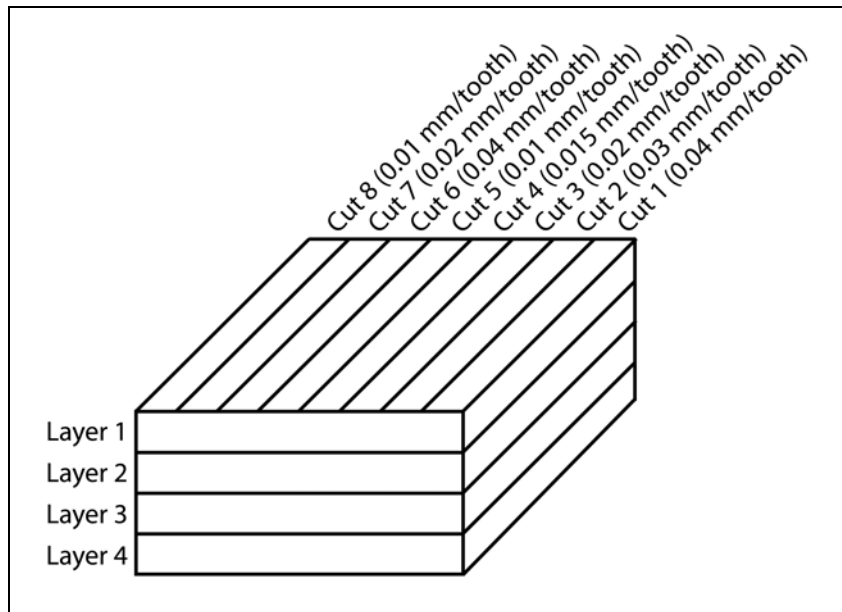 Cut 8 (0.01 mm/tooth)
Cut 7 (0.02 mm/tooth)
Cut 6 (0.04 mm/tooth)
Cut 5 (0.01 mm/tooth)
Cut 4 (0.015 mm/tooth)
Cut 3 (0.02 mm/tooth)
Cut 2 (0.03 mm/tooth)
Cut 1 (0.04 mm/tooth)
Layer 1
Layer 2
Layer 3
Layer 4